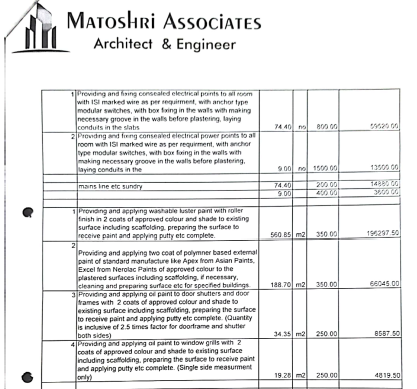 MATOSHRI ASSOCIATES
Architect & Engineer
1 Providing and fixing consealed electrical points to all room
with ISI marked wire as per requirment, with anchor type
modular switches, with box fixing in the walls with making
necessary groove in the walls before plastering, laying
conduits in the slabs 74.40 no 800.00 59520.00
2 Providing and fixing consealed electrical power points to all
room with ISI marked wire as per requirment, with anchor
type modular switches, with box fixing in the walls with
making necessary groove in the walls before plastering,
laying conduits in the 9.00 no 1500.00 13500.00
mains line etc sundry 74.40 200.00 14880.00
9.00 400.00 3600.00
1 Providing and applying washable luster paint with roller
finish in 2 coats of approved colour and shade to existing
surface including scaffolding, preparing the surface to
receive paint and applying putty etc complete. 560.85 m2 350.00 196297.50
2
Providing and applying two coat of polymner based external
paint of standard manufacture like Apex from Asian Paints,
Excel from Nerolac Paints of approved colour to the
plastered surfaces including scaffolding, if necessary,
cleaning and preparing surface etc for specified buildings. 188.70 m2 350.00 66045.00
3 Providing and applying oil paint to door shutters and door
frames with 2 coats of approved colour and shade to
existing surface including scaffolding, preparing the surface
to receive paint and applying putty etc complete. (Quantity
is inclusive of 2.5 times factor for doorframe and shutter
both sides) 34.35 m2 250.00 8587.50
4 Providing and applying oil paint to window grills with 2
coats of approved colour and shade to existing surface
including scaffolding, preparing the surface to receive paint
and applying putty etc complete. (Single side measurment
only) 19.28 m2 250.00 4819.50